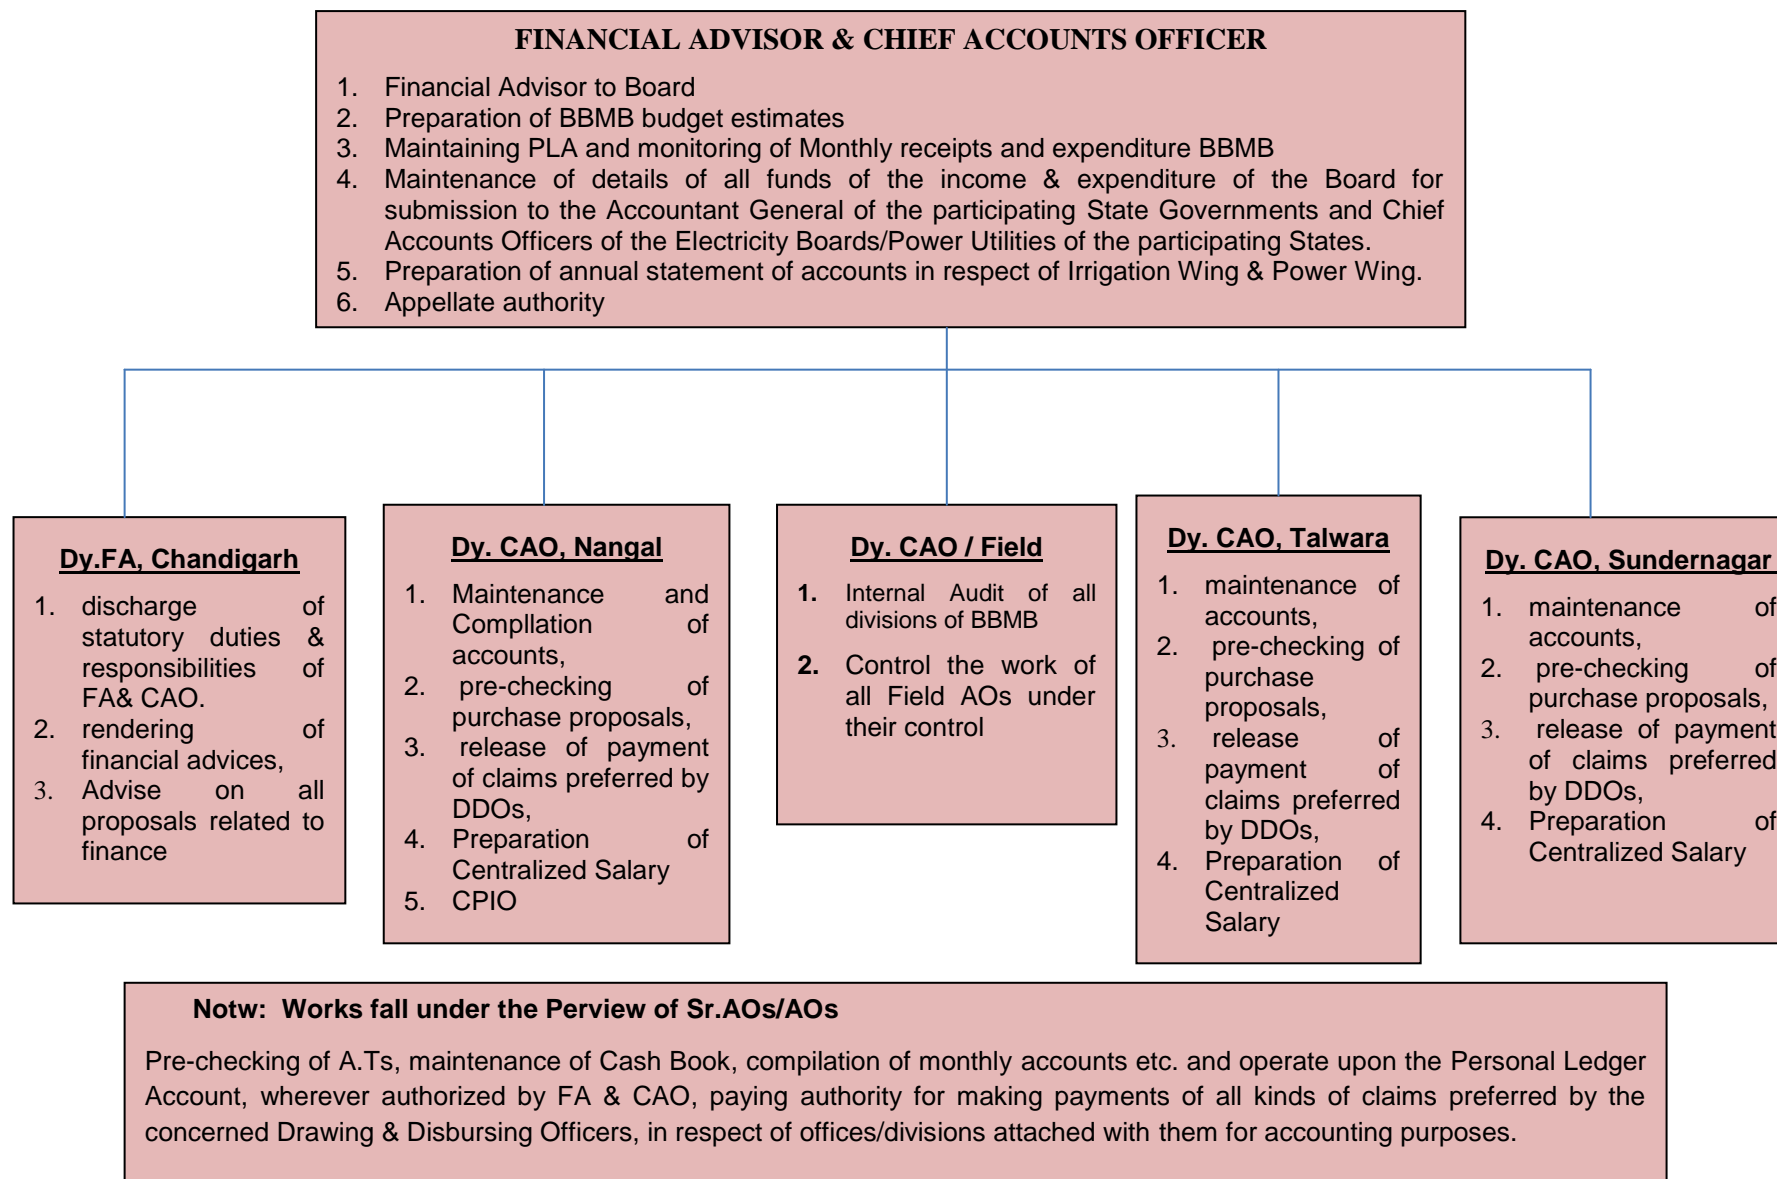 FINANCIAL ADVISOR & CHIEF ACCOUNTS OFFICER
1. Financial Advisor to Board
2. Preparation of BBMB budget estimates
3. Maintaining PLA and monitoring of Monthly receipts and expenditure BBMB
4. Maintenance of details of all funds of the income & expenditure of the Board for
submission to the Accountant General of the participating State Governments and Chief
Accounts Officers of the Electricity Boards/Power Utilities of the participating States.
5. Preparation of annual statement of accounts in respect of Irrigation Wing & Power Wing.
6. Appellate authority
Dy.FA, Chandigarh
1. discharge of
statutory duties &
responsibilities of
FA& CAO.
2. rendering of
financial advices,
3. Advise on all
proposals related to
finance
Dy. CAO, Nangal
1. Maintenance and
Compllation of
accounts,
2. pre-checking of
purchase proposals,
3. release of payment
of claims preferred by
DDOs,
4. Preparation of
Centralized Salary
5. CPIO
Dy. CAO / Field
1. Internal Audit of all
divisions of BBMB
2. Control the work of
all Field AOs under
their control
Dy. CAO, Talwara
1. maintenance of
accounts,
2. pre-checking of
purchase
proposals,
3. release of
payment of
claims preferred
by DDOs,
4. Preparation of
Centralized
Salary
Dy. CAO, Sundernagar
1. maintenance of
accounts,
2. pre-checking of
purchase proposals,
3. release of payment
of claims preferred
by DDOs,
4. Preparation of
Centralized Salary
Notw: Works fall under the Perview of Sr.AOs/AOs
Pre-checking of A.Ts, maintenance of Cash Book, compilation of monthly accounts etc. and operate upon the Personal Ledger
Account, wherever authorized by FA & CAO, paying authority for making payments of all kinds of claims preferred by the
concerned Drawing & Disbursing Officers, in respect of offices/divisions attached with them for accounting purposes.